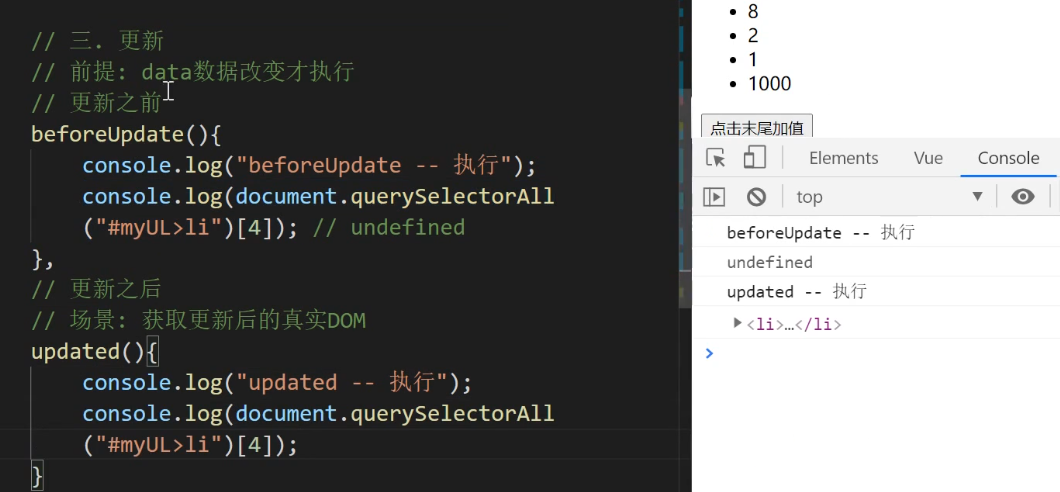 // 三. 更新
// 前提: data数据改变才执行
// 更新之前
beforeUpdate(){
console.log("beforeUpdate -- 执行");
console.log(document.querySelectorAll
("#myUL>li")[4]); // undefined
},
// 更新之后
// 场景: 获取更新后的真实DOM
updated(){
console.log("updated -- 执行");
console.log(document.querySelectorAll
("#myUL>li")[4]);
}
8
2
1
1000
点击末尾加值
Elements Vue Console
top
beforeUpdate -- 执行
undefined
updated -- 执行
<li>…</li>